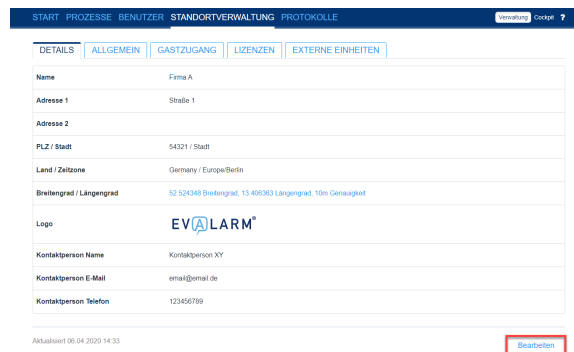 START PROZESSE BENUTZER STANDORTVERWALTUNG PROTOKOLLE Verwaltung Cockpit ?
DETAILS ALLGEMEIN GASTZUGANG LIZENZEN EXTERNE EINHEITEN
Name Firma A
Adresse 1 Straße 1
Adresse 2
PLZ / Stadt 54321 / Stadt
Land / Zeitzone Germany / Europe/Berlin
Breitengrad / Längengrad 52.524348 Breitengrad, 13.406363 Längengrad, 10m Genauigkeit
Logo EVALARM®
Kontaktperson Name Kontaktperson XY
Kontaktperson E-Mail email@email.de
Kontaktperson Telefon 123456789
Aktualisiert 06.04.2020 14:33 Bearbeiten